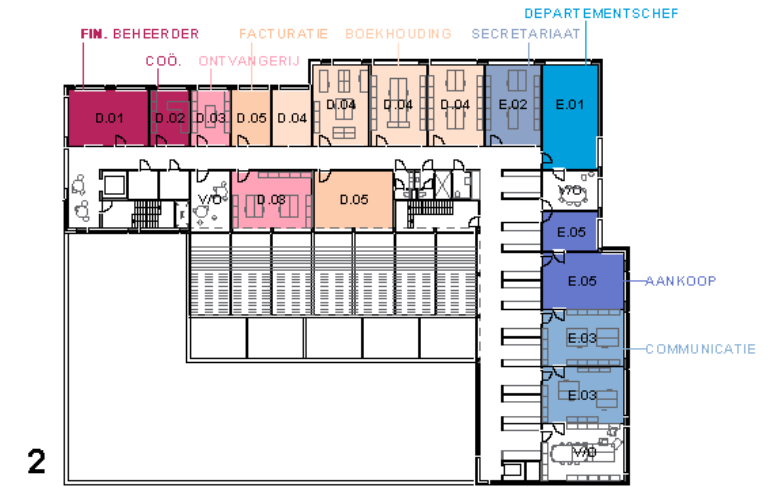 DEPARTEMENTSCHEF
FIN. BEHEERDER FACTURATIE BOEKHOUDING SECRETARIAAT
COÖ. ONTVANGERIJ
D.01 D.02 D.03 D.05 D.04 D.04 D.04 D.04 E.02 E.01
V/O D.03 D.05 V/O
E.05
E.05 AANKOOP
E.03
COMMUNICATIE
E.03
V/O
2